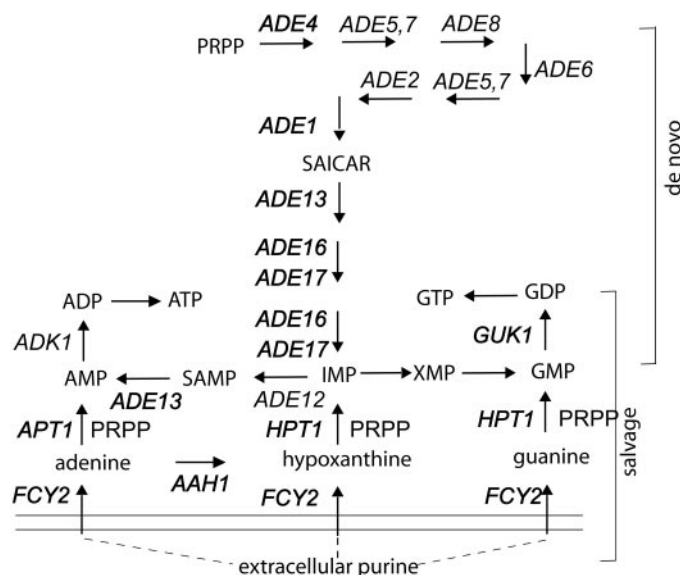 ADE4 ADE5,7 ADE8
PRPP
ADE6
ADE2 ADE5,7
ADE1
SAICAR
ADE13
de novo
ADE16
ADE17
ADP ATP GTP GDP
ADE16
ADK1 ADE17 GUK1
AMP SAMP IMP XMP GMP
ADE13 ADE12
APT1 PRPP HPT1 PRPP HPT1 PRPP
salvage
adenine hypoxanthine guanine
AAH1
FCY2 FCY2 FCY2
extracellular purine